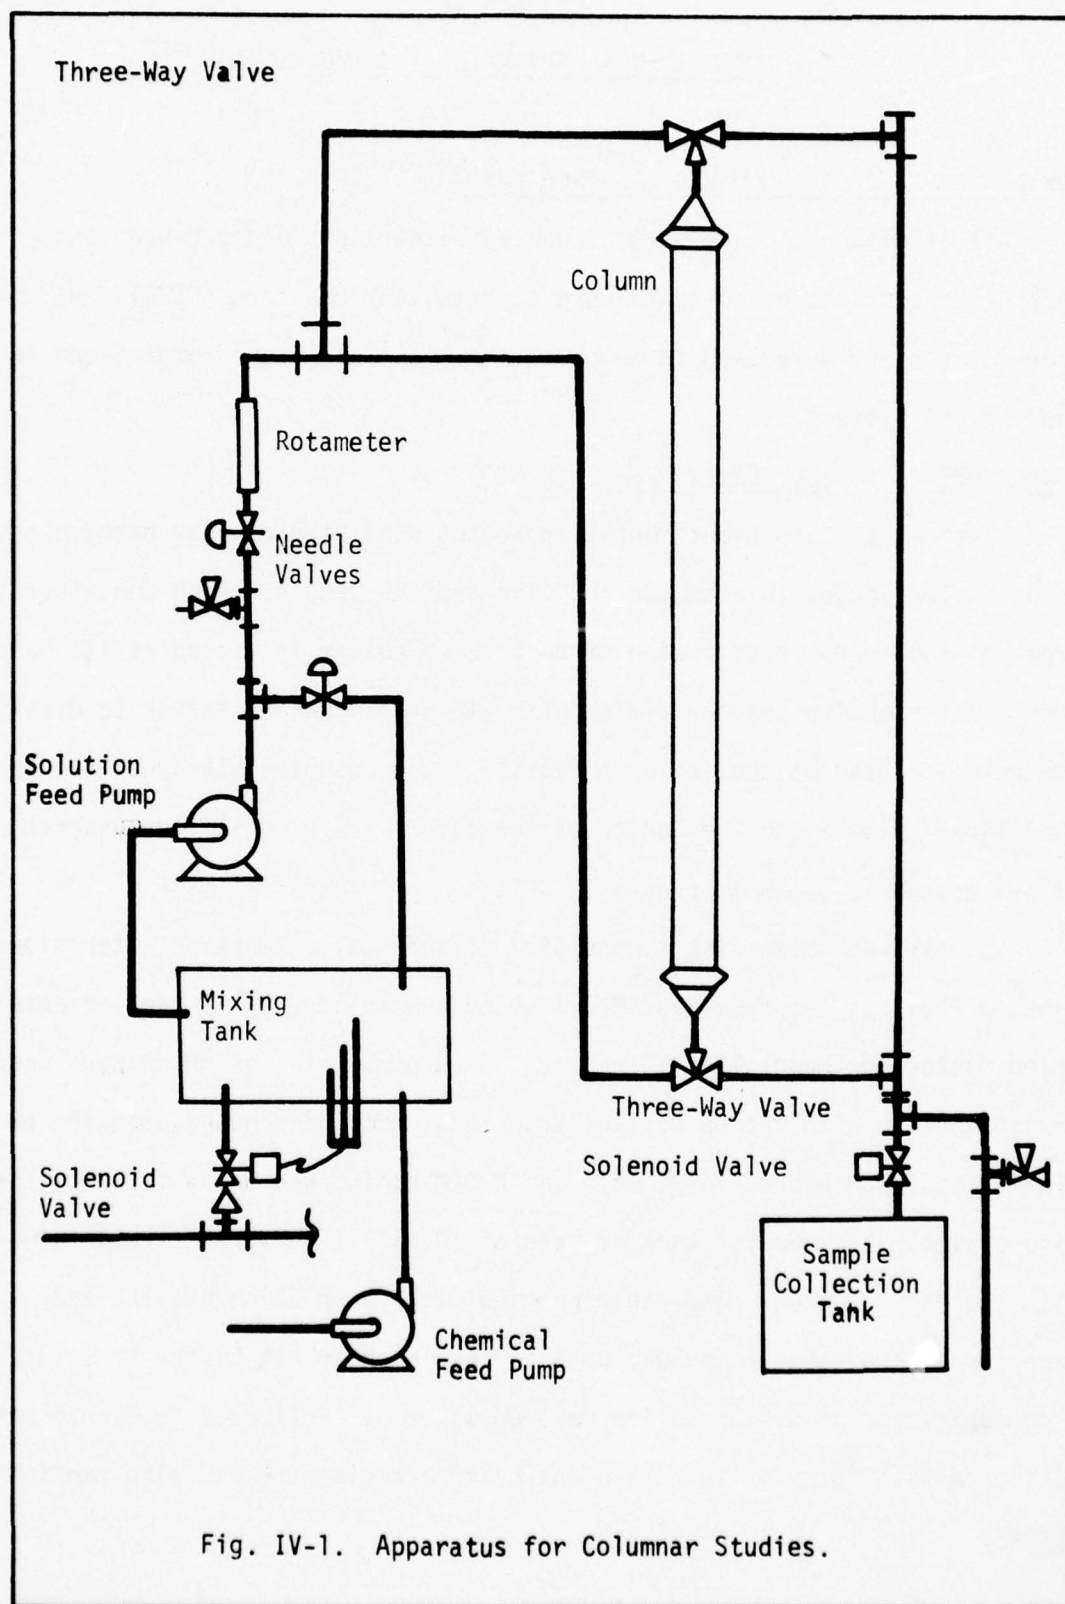 Three-Way Valve
Column
Rotameter
Needle
Valves
Solution
Feed Pump
Mixing
Tank
Three-Way Valve
Solenoid Valve
Solenoid
Valve
Sample
Collection
Tank
Chemical
Feed Pump
Fig. IV-1. Apparatus for Columnar Studies.